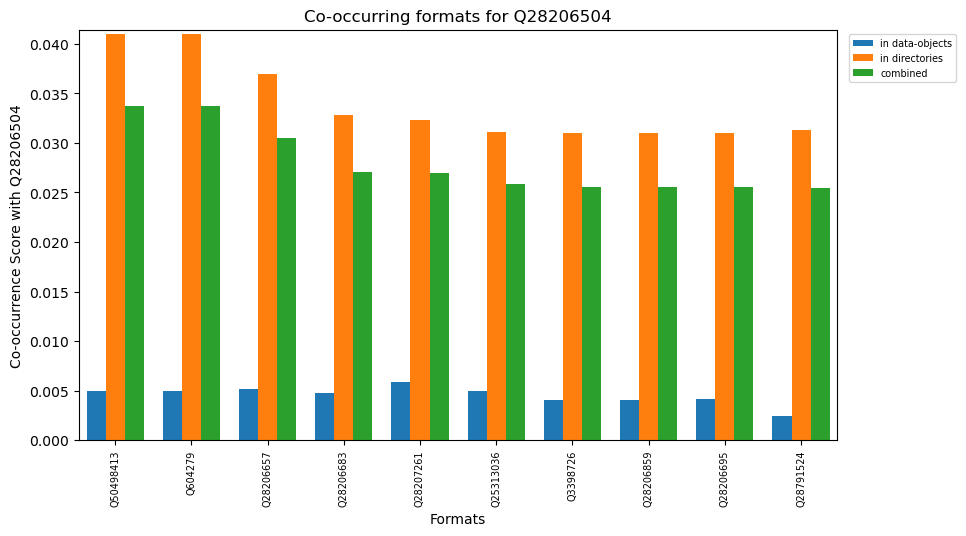 Co-occurring formats for Q28206504
in data-objects
in directories
combined
Co-occurrence Score with Q28206504
0.040
0.035
0.030
0.025
0.020
0.015
0.010
0.005
0.000
Q50498413
Q604279
Q28206657
Q28206683
Q28207261
Q25313036
Q3398726
Q28206859
Q28206695
Q28791524
Formats